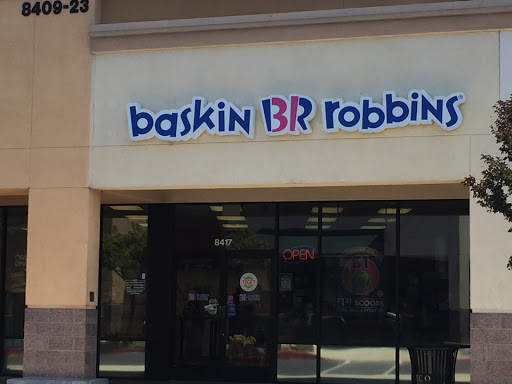 8409-23
baskin BR robbins
8417
OPEN
31
SCOOPS